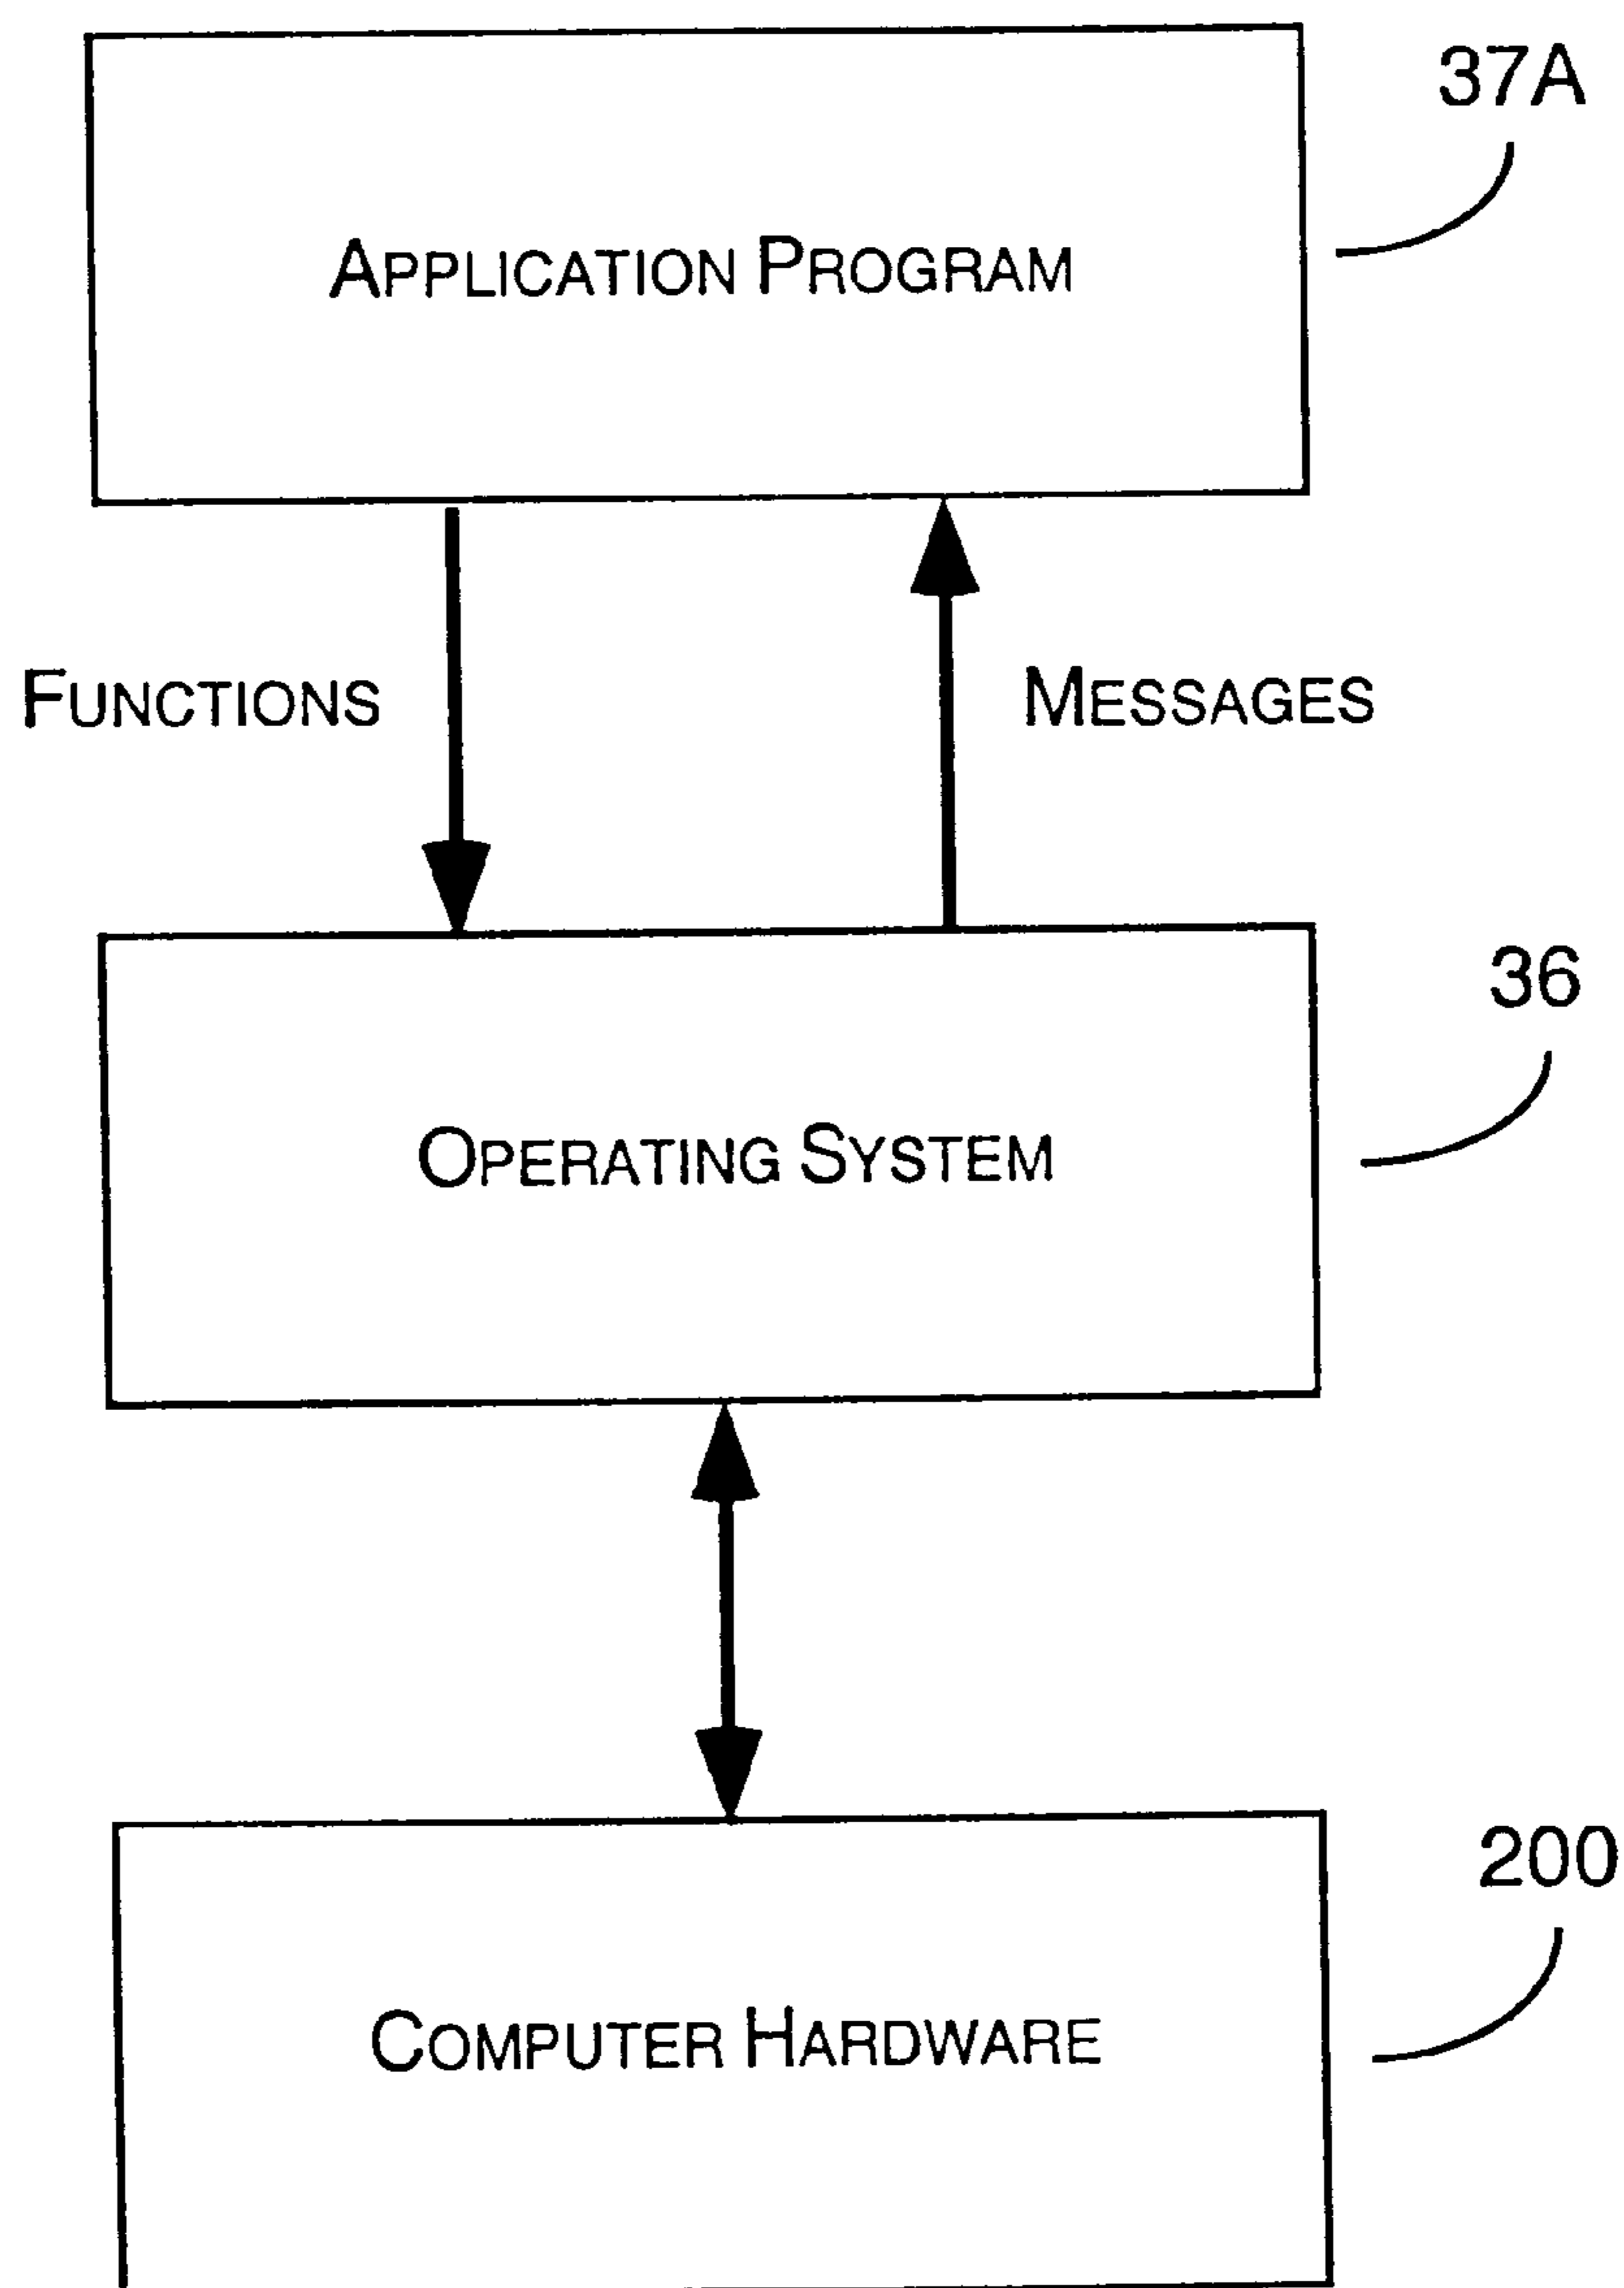 37A
APPLICATION PROGRAM
FUNCTIONS
MESSAGES
36
OPERATING SYSTEM
200
COMPUTER HARDWARE